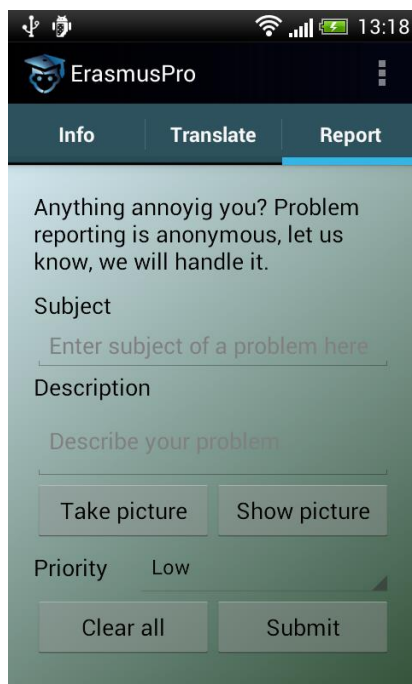 13:18
ErasmusPro
Info Translate Report
Anything annoyig you? Problem
reporting is anonymous, let us
know, we will handle it.
Subject
Enter subject of a problem here
Description
Describe your problem
Take picture Show picture
Priority Low
Clear all Submit